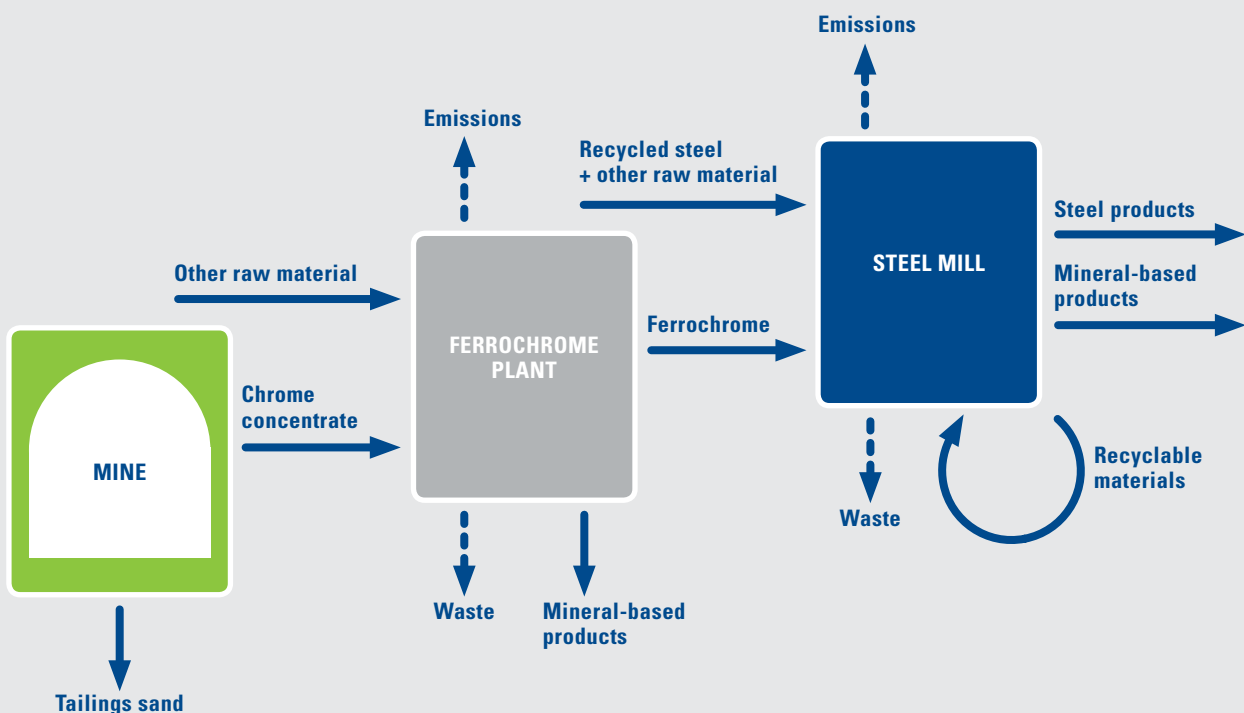 Emissions
Emissions
Recycled steel
+ other raw material
Steel products
STEEL MILL
Other raw material
Mineral-based
products
Ferrochrome
FERROCHROME
PLANT
Chrome
concentrate
MINE
Recyclable
materials
Waste
Waste
Mineral-based
products
Tailings sand